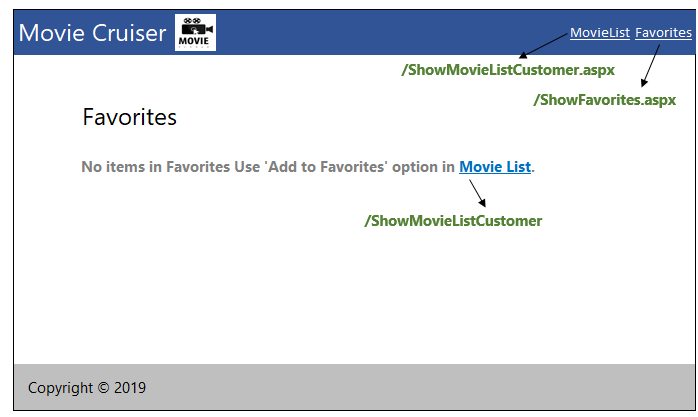 Movie Cruiser
MOVIE
MovieList Favorites
/ShowMovieListCustomer.aspx
/ShowFavorites.aspx
Favorites
No items in Favorites Use 'Add to Favorites' option in Movie List.
/ShowMovieListCustomer
Copyright © 2019